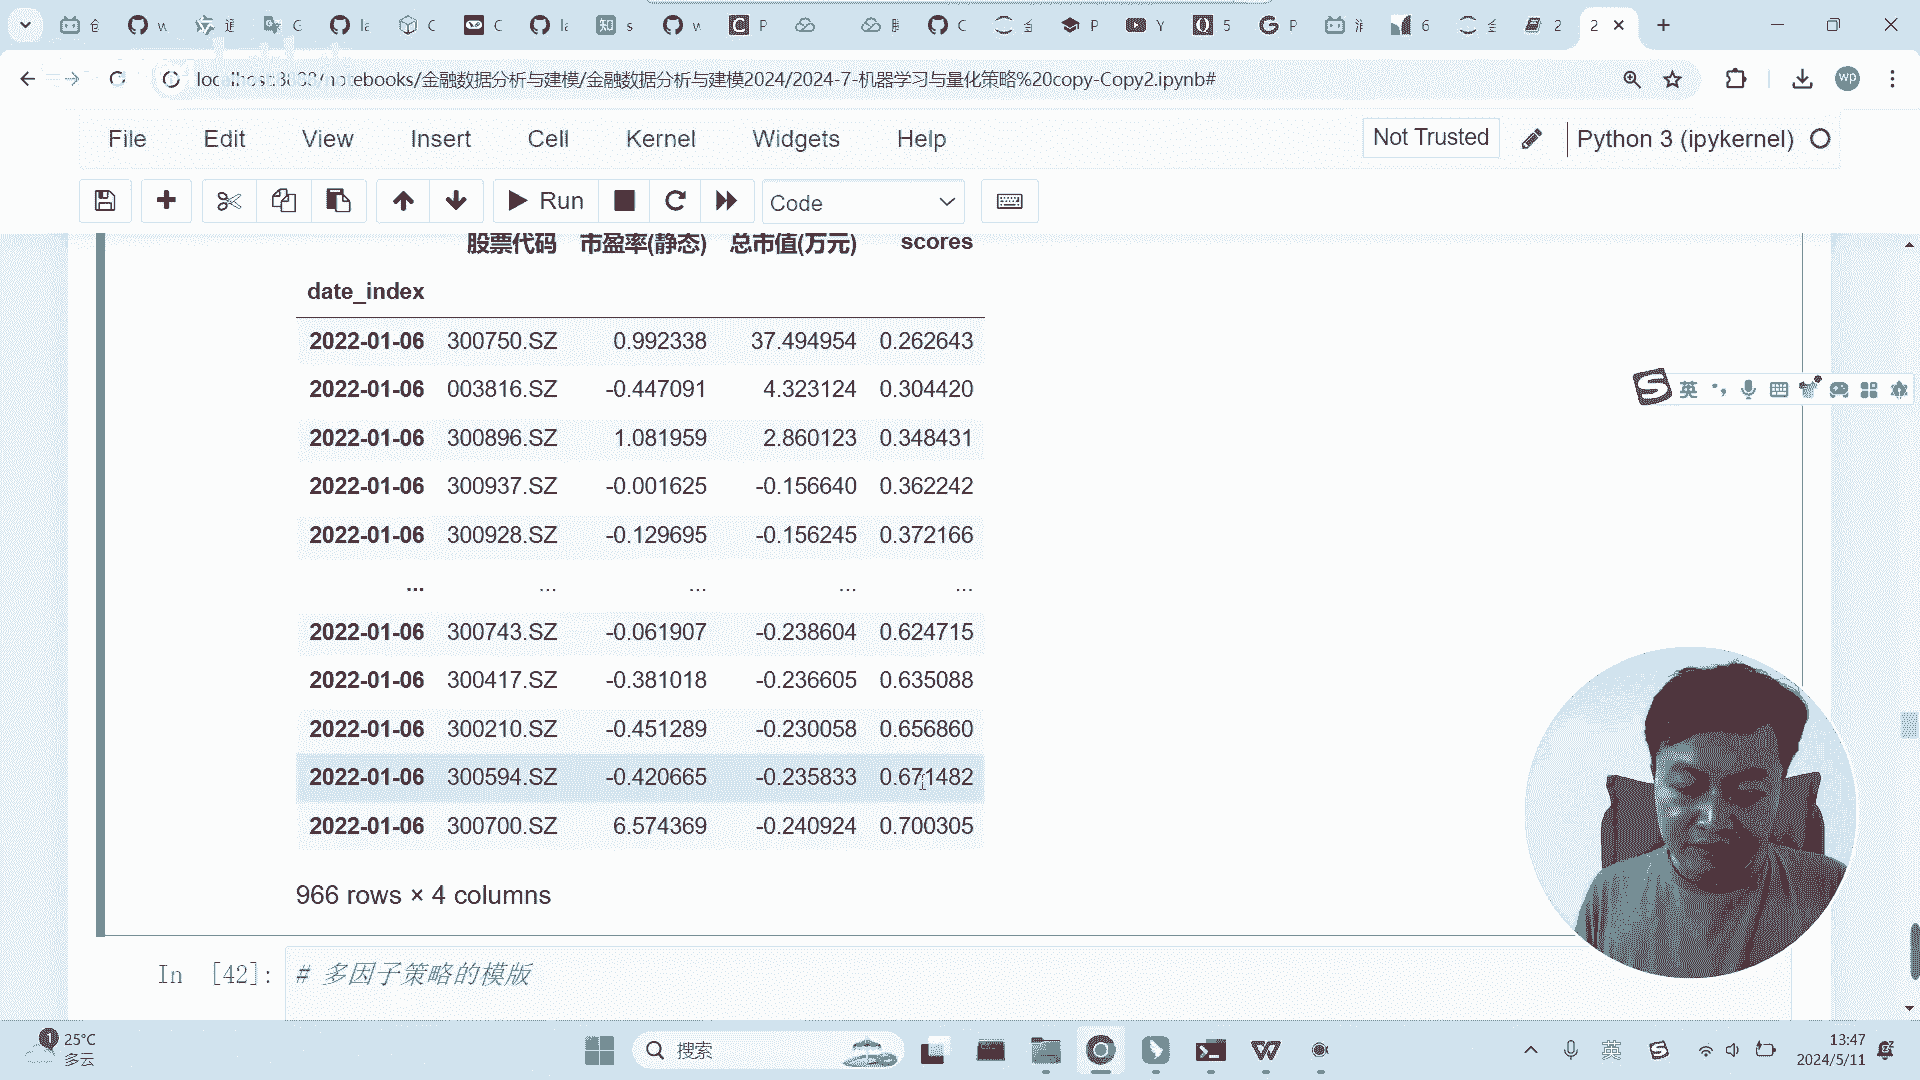 localhost:8888/notebooks/金融数据分析与建模/金融数据分析与建模2024/2024-7-机器学习与量化策略%20copy-Copy2.ipynb#
wp
File Edit View Insert Cell Kernel Widgets Help
Not Trusted
Python 3 (ipykernel)
Run
Code
股票代码 市盈率(静态) 总市值(万元) scores
date_index
2022-01-06 300750.SZ 0.992338 37.494954 0.262643
2022-01-06 003816.SZ -0.447091 4.323124 0.304420
2022-01-06 300896.SZ 1.081959 2.860123 0.348431
2022-01-06 300937.SZ -0.001625 -0.156640 0.362242
2022-01-06 300928.SZ -0.129695 -0.156245 0.372166
... ... ... ... ...
2022-01-06 300743.SZ -0.061907 -0.238604 0.624715
2022-01-06 300417.SZ -0.381018 -0.236605 0.635088
2022-01-06 300210.SZ -0.451289 -0.230058 0.656860
2022-01-06 300594.SZ -0.420665 -0.235833 0.671482
2022-01-06 300700.SZ 6.574369 -0.240924 0.700305
966 rows × 4 columns
In [42]: # 多因子策略的模版
英
1
25°C
多云
搜索
英
13:47
2024/5/11